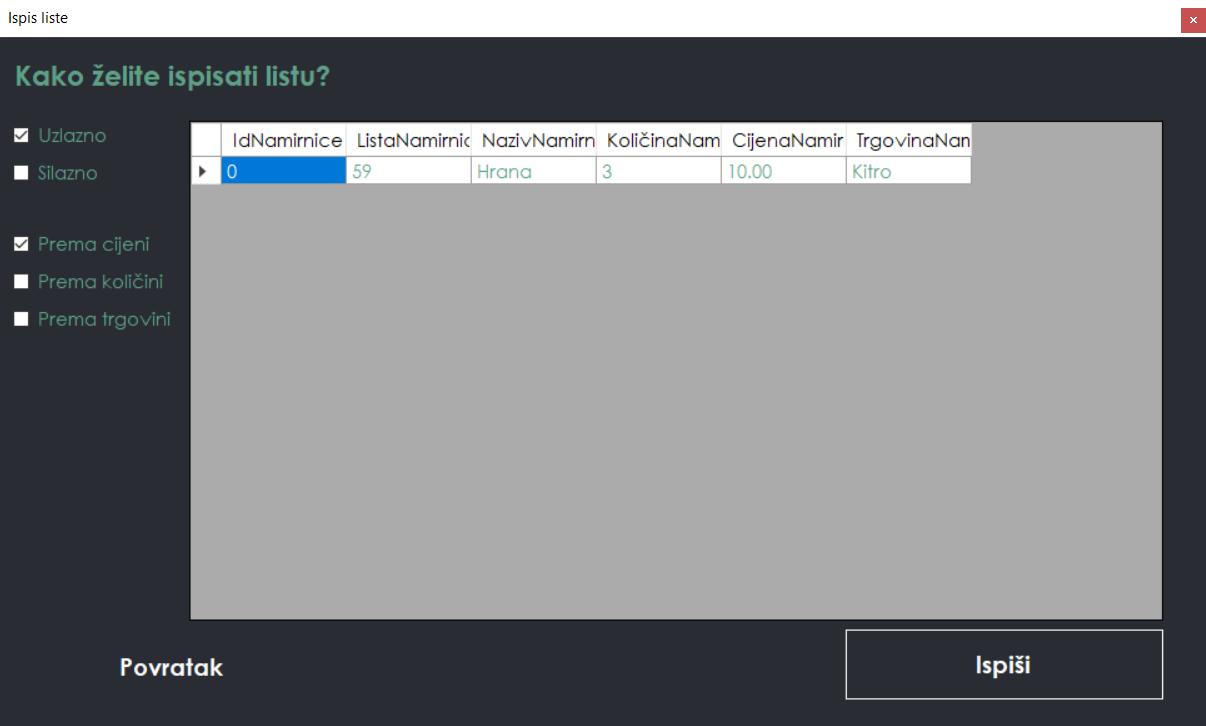 Ispis liste
Kako želite ispisati listu?
Uzlazno
Silazno
Prema cijeni
Prema količini
Prema trgovini
IdNamirnice ListaNamirnic NazivNamirn KoličinaNam CijenaNamir TrgovinaNan
0 59 Hrana 3 10.00 Kitro
Povratak
Ispiši